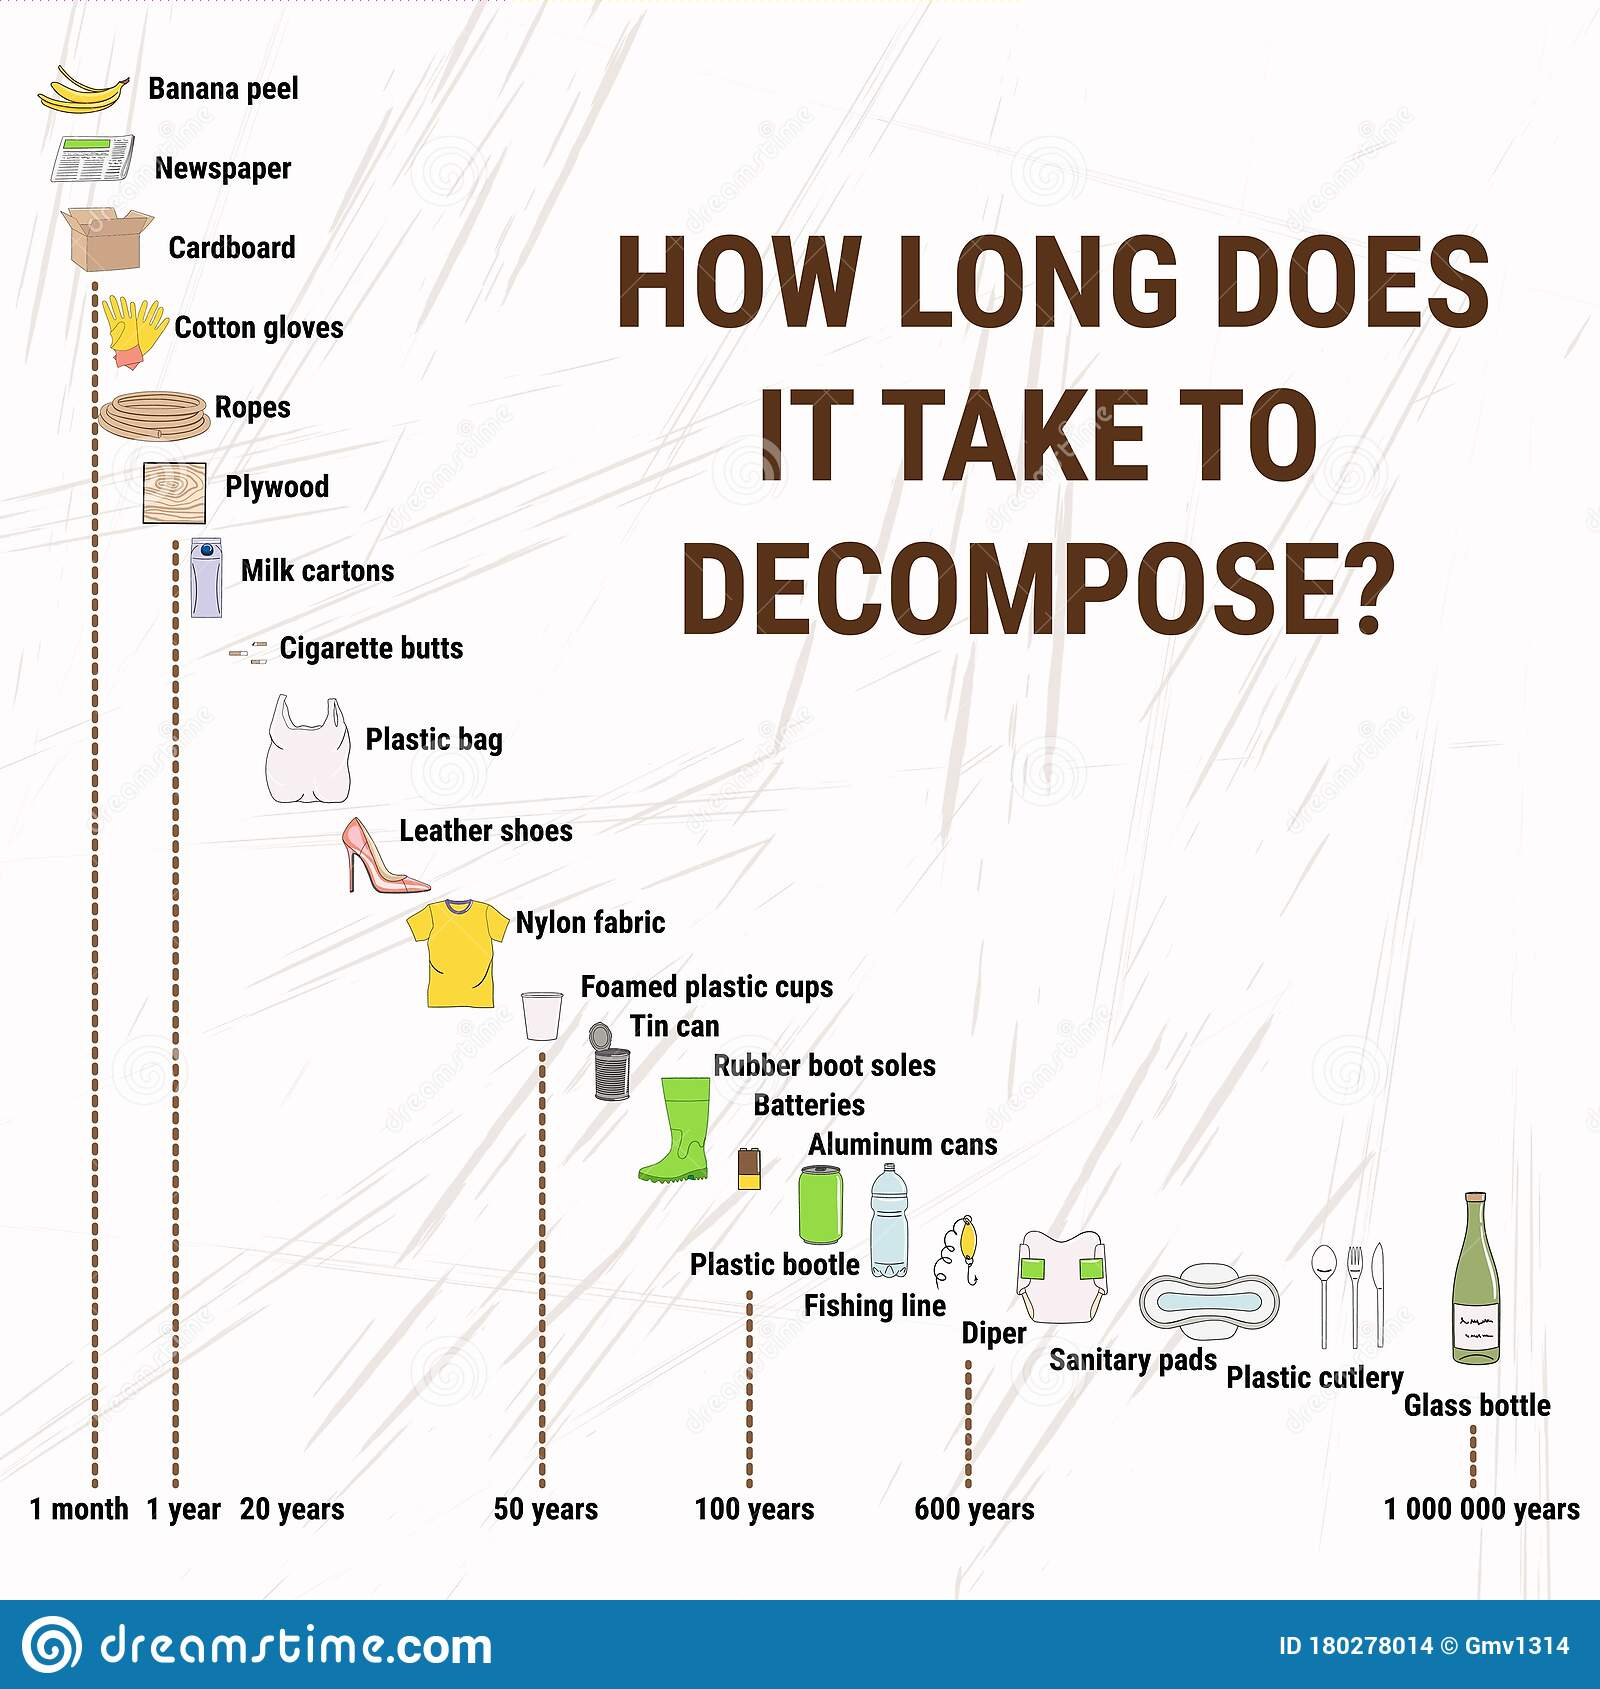 Banana peel
Newspaper
Cardboard
Cotton gloves
Ropes
Plywood
Milk cartons
Cigarette butts
Plastic bag
Leather shoes
Nylon fabric
Foamed plastic cups
Tin can
Rubber boot soles
Batteries
Aluminum cans
Plastic bootle
Fishing line
Diper
Sanitary pads
Plastic cutlery
Glass bottle
HOW LONG DOES
IT TAKE TO
DECOMPOSE?
1 month 1 year 20 years 50 years 100 years 600 years 1 000 000 years
dreamstime.com
ID 180278014 © Gmv1314